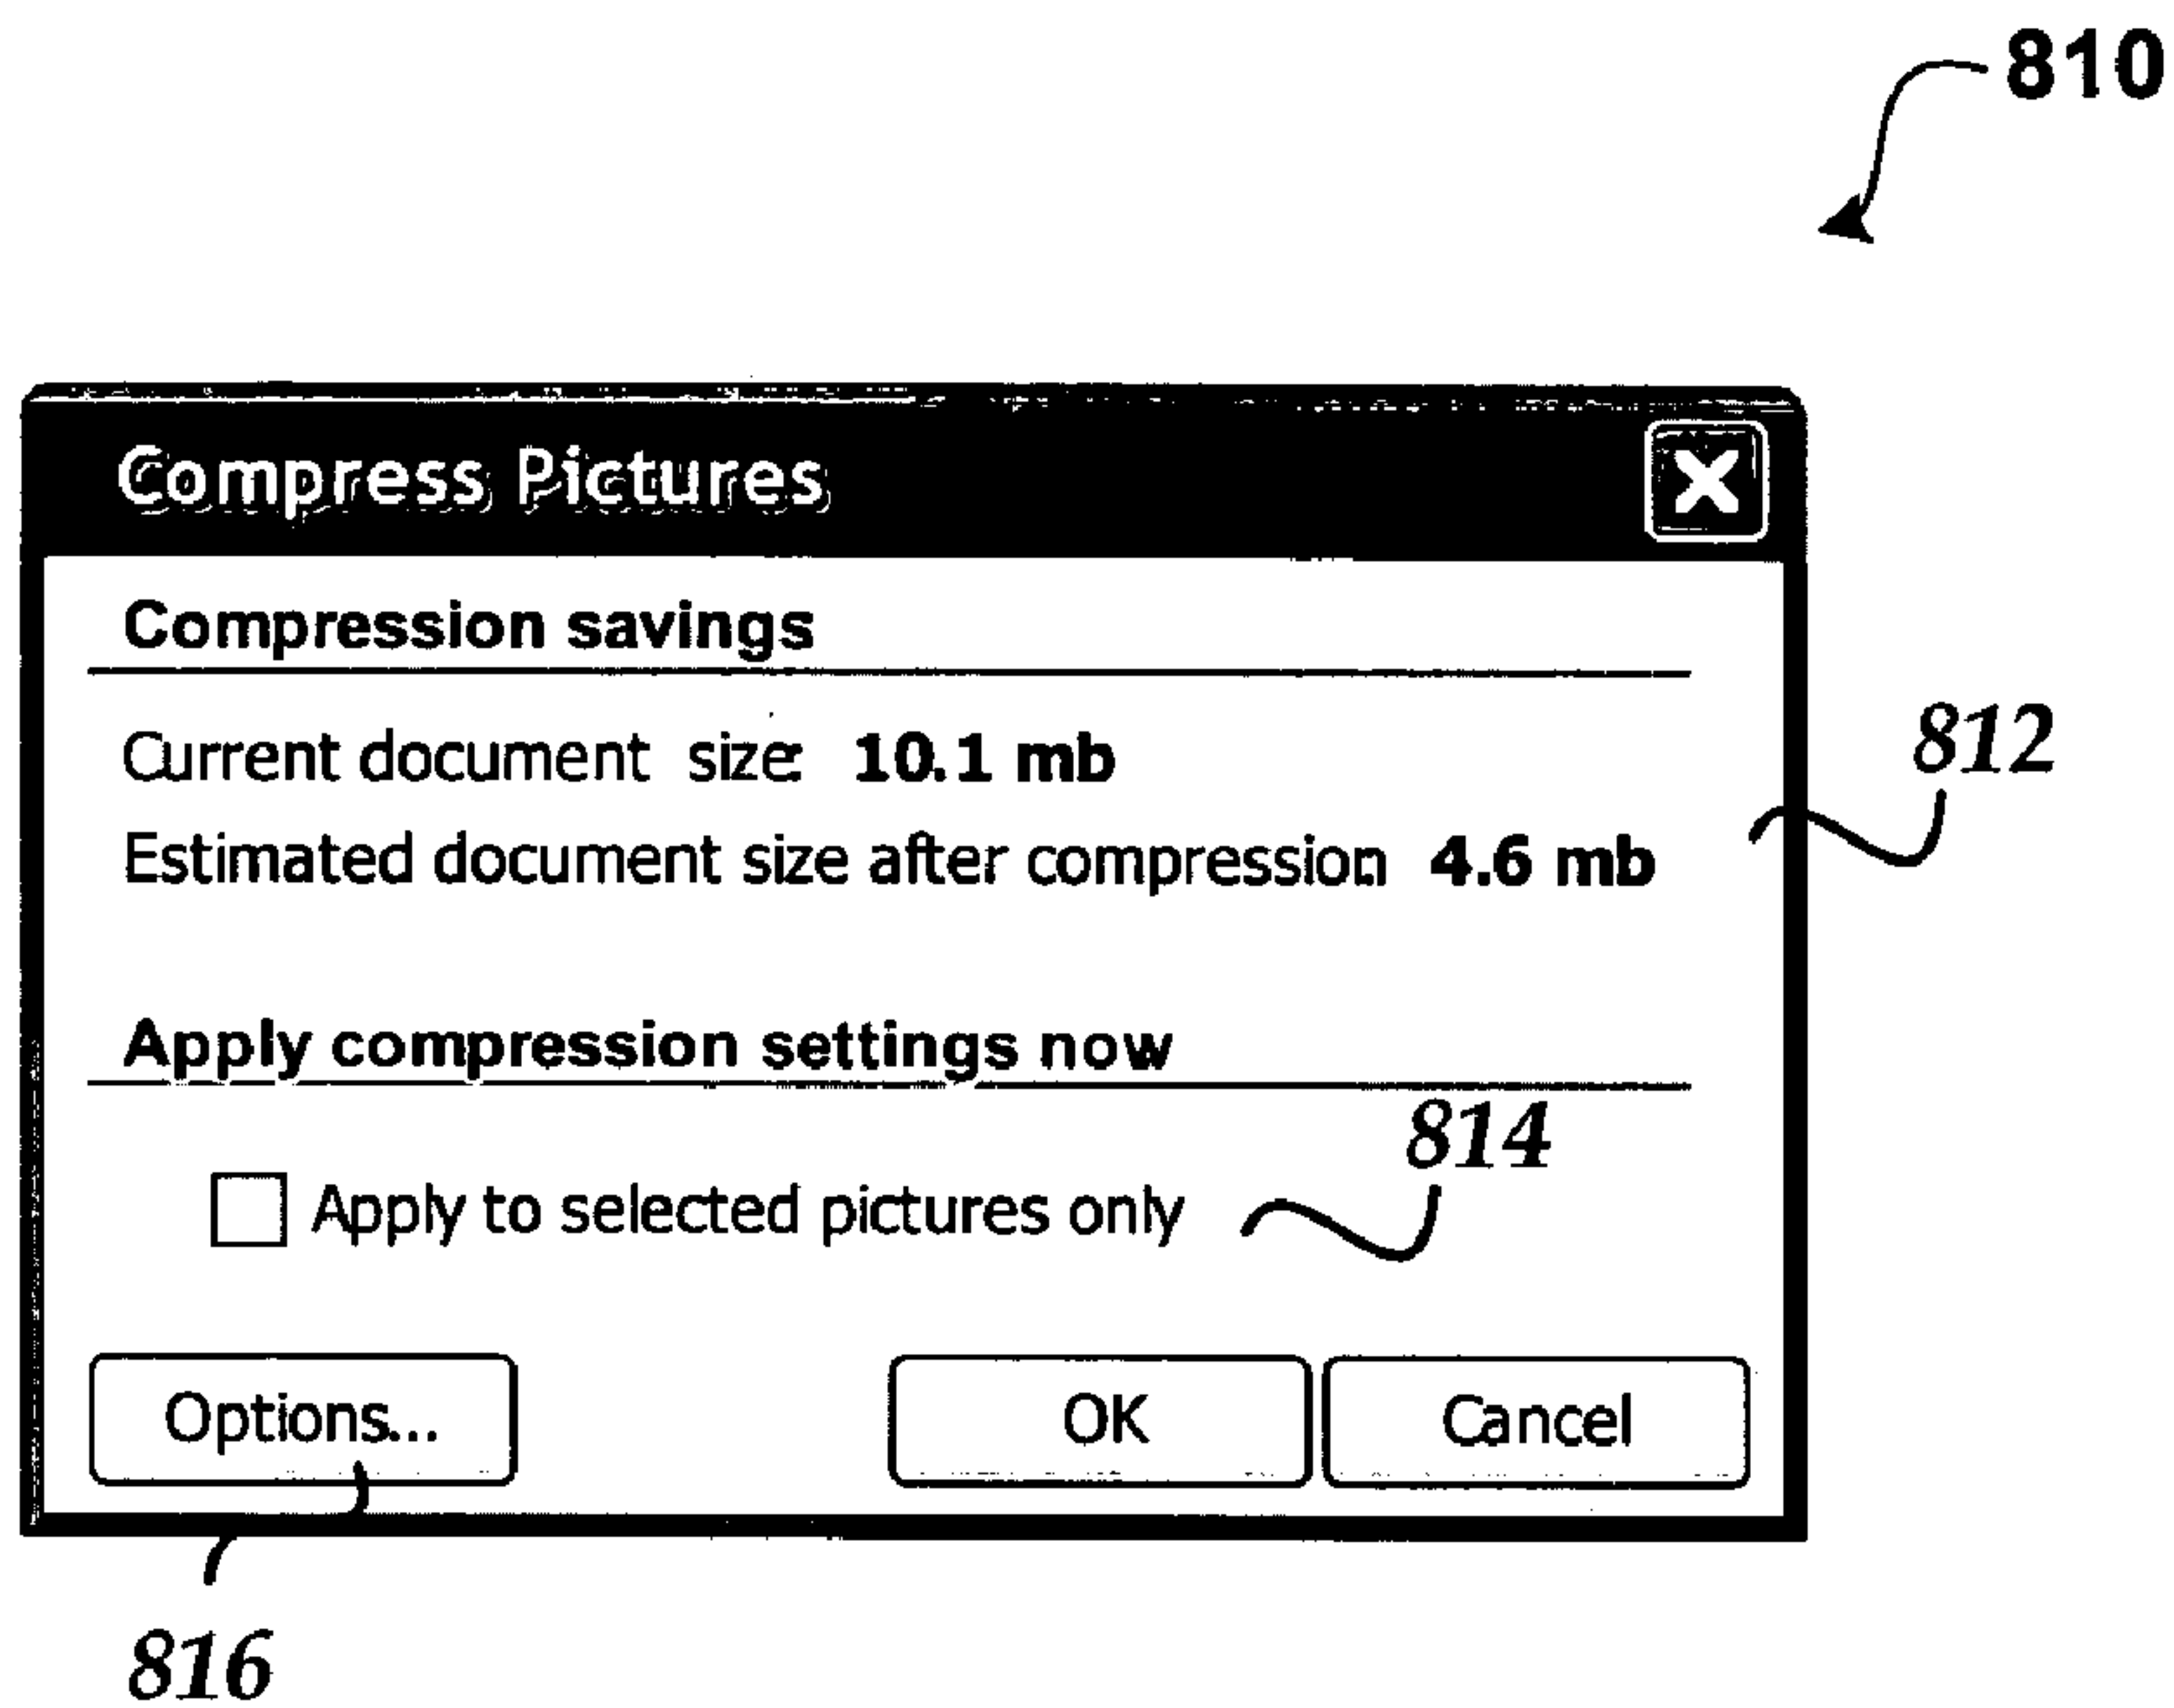 810
Compress Pictures
Compression savings
Current document size: 10.1 mb
812
Estimated document size after compression: 4.6 mb
Apply compression settings now
814
Apply to selected pictures only
Options...
OK
Cancel
816